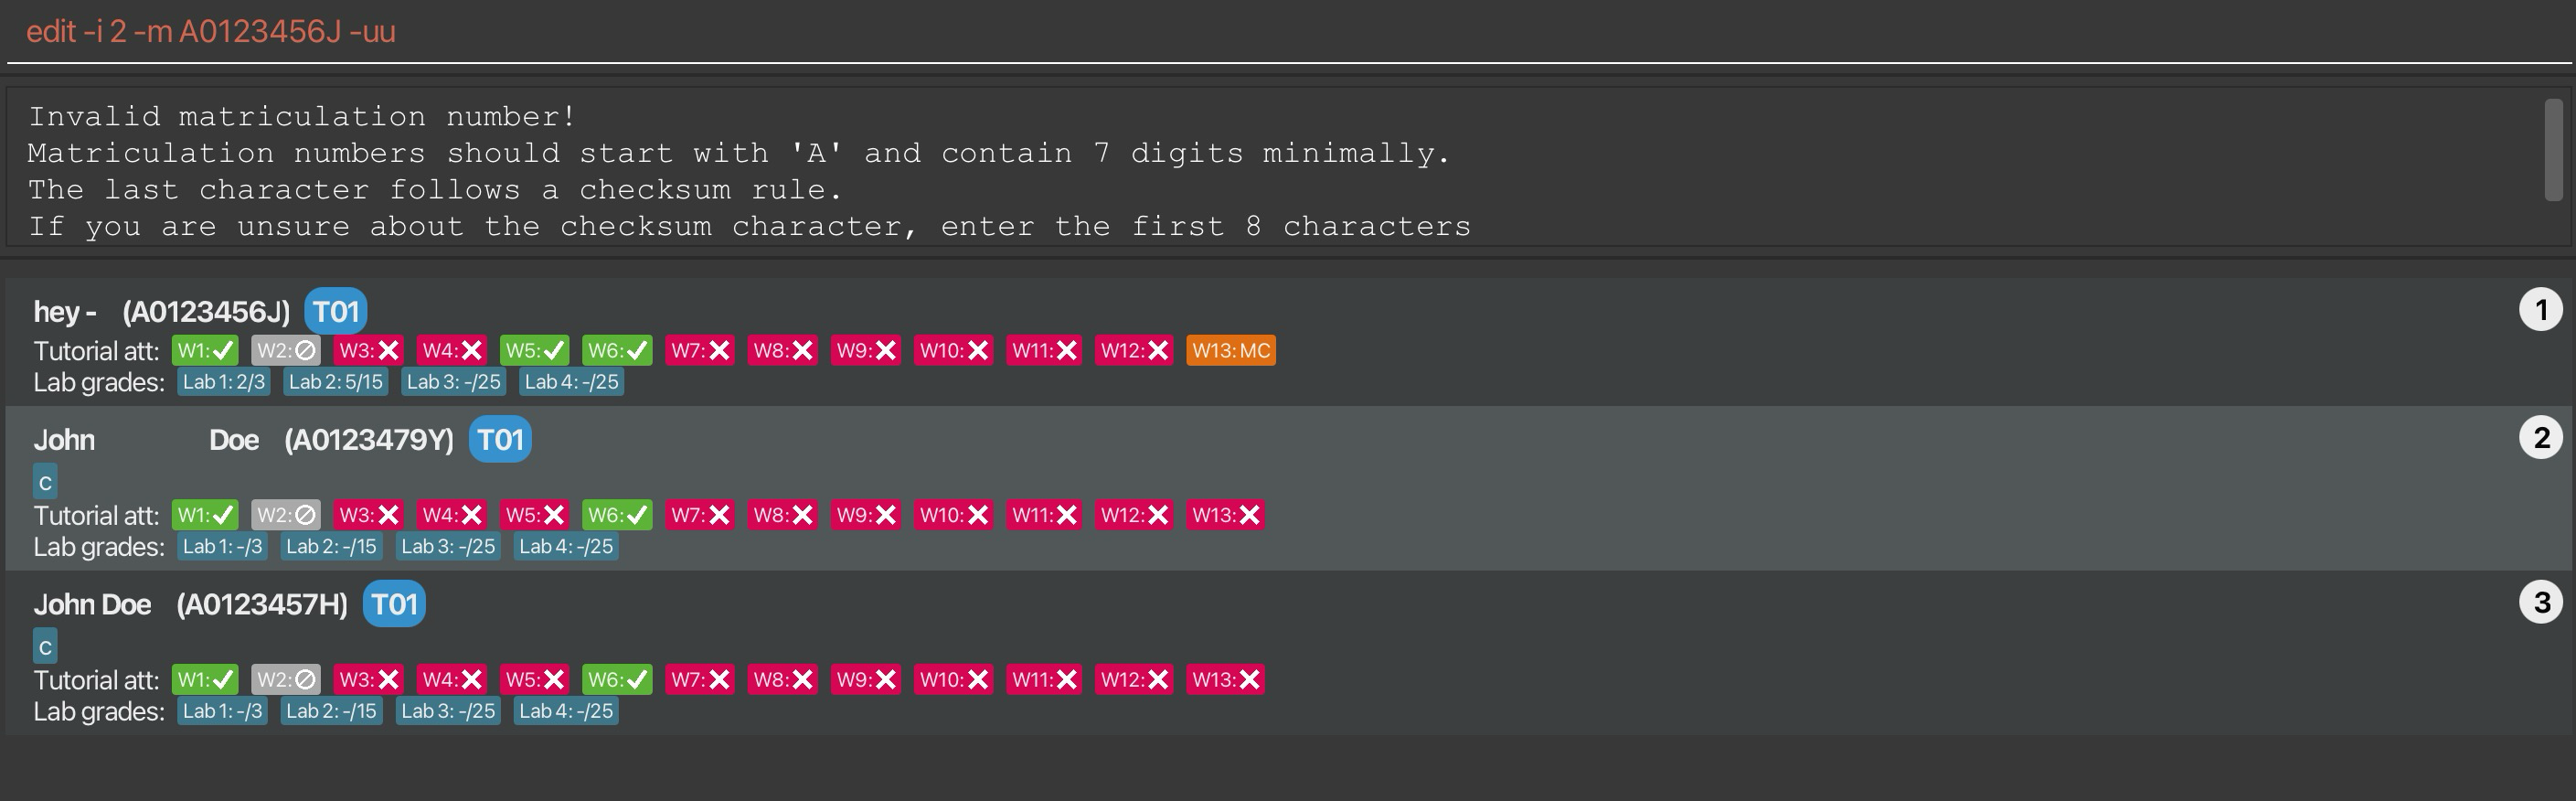 edit -i 2 -m A0123456J -uu
Invalid matriculation number!
Matriculation numbers should start with 'A' and contain 7 digits minimally.
The last character follows a checksum rule.
If you are unsure about the checksum character, enter the first 8 characters
hey - (A0123456J) T01 1
Tutorial att: W1:✓ W2:⊘ W3:✕ W4:✕ W5:✓ W6:✓ W7:✕ W8:✕ W9:✕ W10:✕ W11:✕ W12:✕ W13:MC
Lab grades: Lab 1: 2/3 Lab 2: 5/15 Lab 3: -/25 Lab 4: -/25
John Doe (A0123479Y) T01 2
c
Tutorial att: W1:✓ W2:⊘ W3:✕ W4:✕ W5:✕ W6:✓ W7:✕ W8:✕ W9:✕ W10:✕ W11:✕ W12:✕ W13:✕
Lab grades: Lab 1: -/3 Lab 2: -/15 Lab 3: -/25 Lab 4: -/25
John Doe (A0123457H) T01 3
c
Tutorial att: W1:✓ W2:⊘ W3:✕ W4:✕ W5:✕ W6:✓ W7:✕ W8:✕ W9:✕ W10:✕ W11:✕ W12:✕ W13:✕
Lab grades: Lab 1: -/3 Lab 2: -/15 Lab 3: -/25 Lab 4: -/25